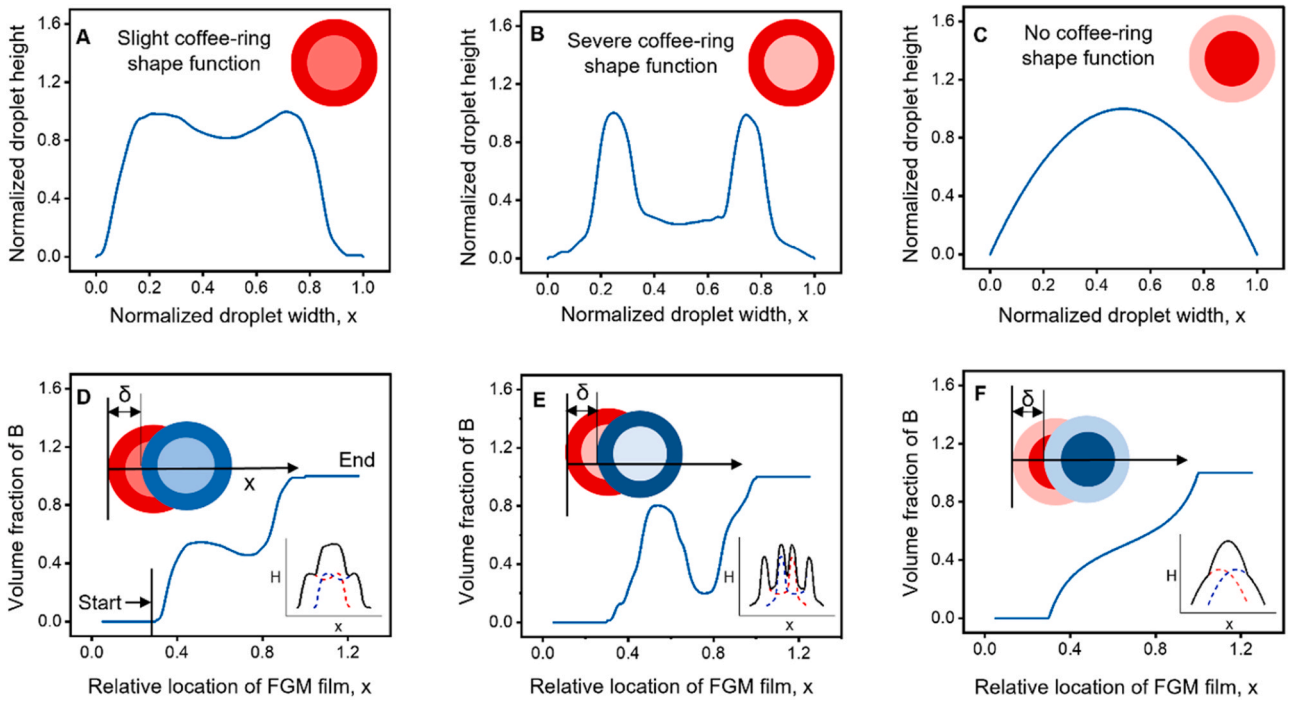 A
Slight coffee-ring
shape function
Normalized droplet height
1.6
1.2
0.8
0.4
0.0
0.0 0.2 0.4 0.6 0.8 1.0
Normalized droplet width, x
B
Severe coffee-ring
shape function
Normalized droplet height
1.6
1.2
0.8
0.4
0.0
0.0 0.2 0.4 0.6 0.8 1.0
Normalized droplet width, x
C
No coffee-ring
shape function
Normalized droplet height
1.6
1.2
0.8
0.4
0.0
0.0 0.2 0.4 0.6 0.8 1.0
Normalized droplet width, x
D
δ
x
End
Start
H
x
Volume fraction of B
1.6
1.2
0.8
0.4
0.0
0.0 0.4 0.8 1.2
Relative location of FGM film, x
E
δ
H
x
Volume fraction of B
1.6
1.2
0.8
0.4
0.0
0.0 0.4 0.8 1.2
Relative location of FGM film, x
F
δ
H
x
Volume fraction of B
1.6
1.2
0.8
0.4
0.0
0.0 0.4 0.8 1.2
Relative location of FGM film, x